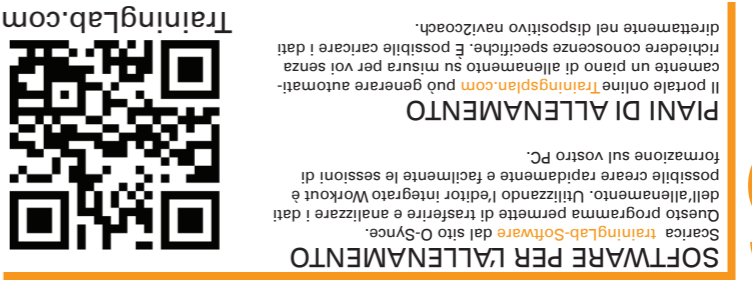 SOFTWARE PER L'ALLENAMENTO
Scarica trainingLab-Software dal sito O-Synce.
Questo programma permette di trasferire e analizzare i dati
dell'allenamento. Utilizzando l'editor integrato Workout è
possibile creare rapidamente e facilmente le sessioni di
formazione sul vostro PC.
PIANI DI ALLENAMENTO
Il portale online Trainingsplan.com può generare automati-
camente un piano di allenamento su misura per voi senza
richiedere conoscenze specifiche. È possibile caricare i dati
direttamente nel dispositivo navi2coach.
TrainingLab.com